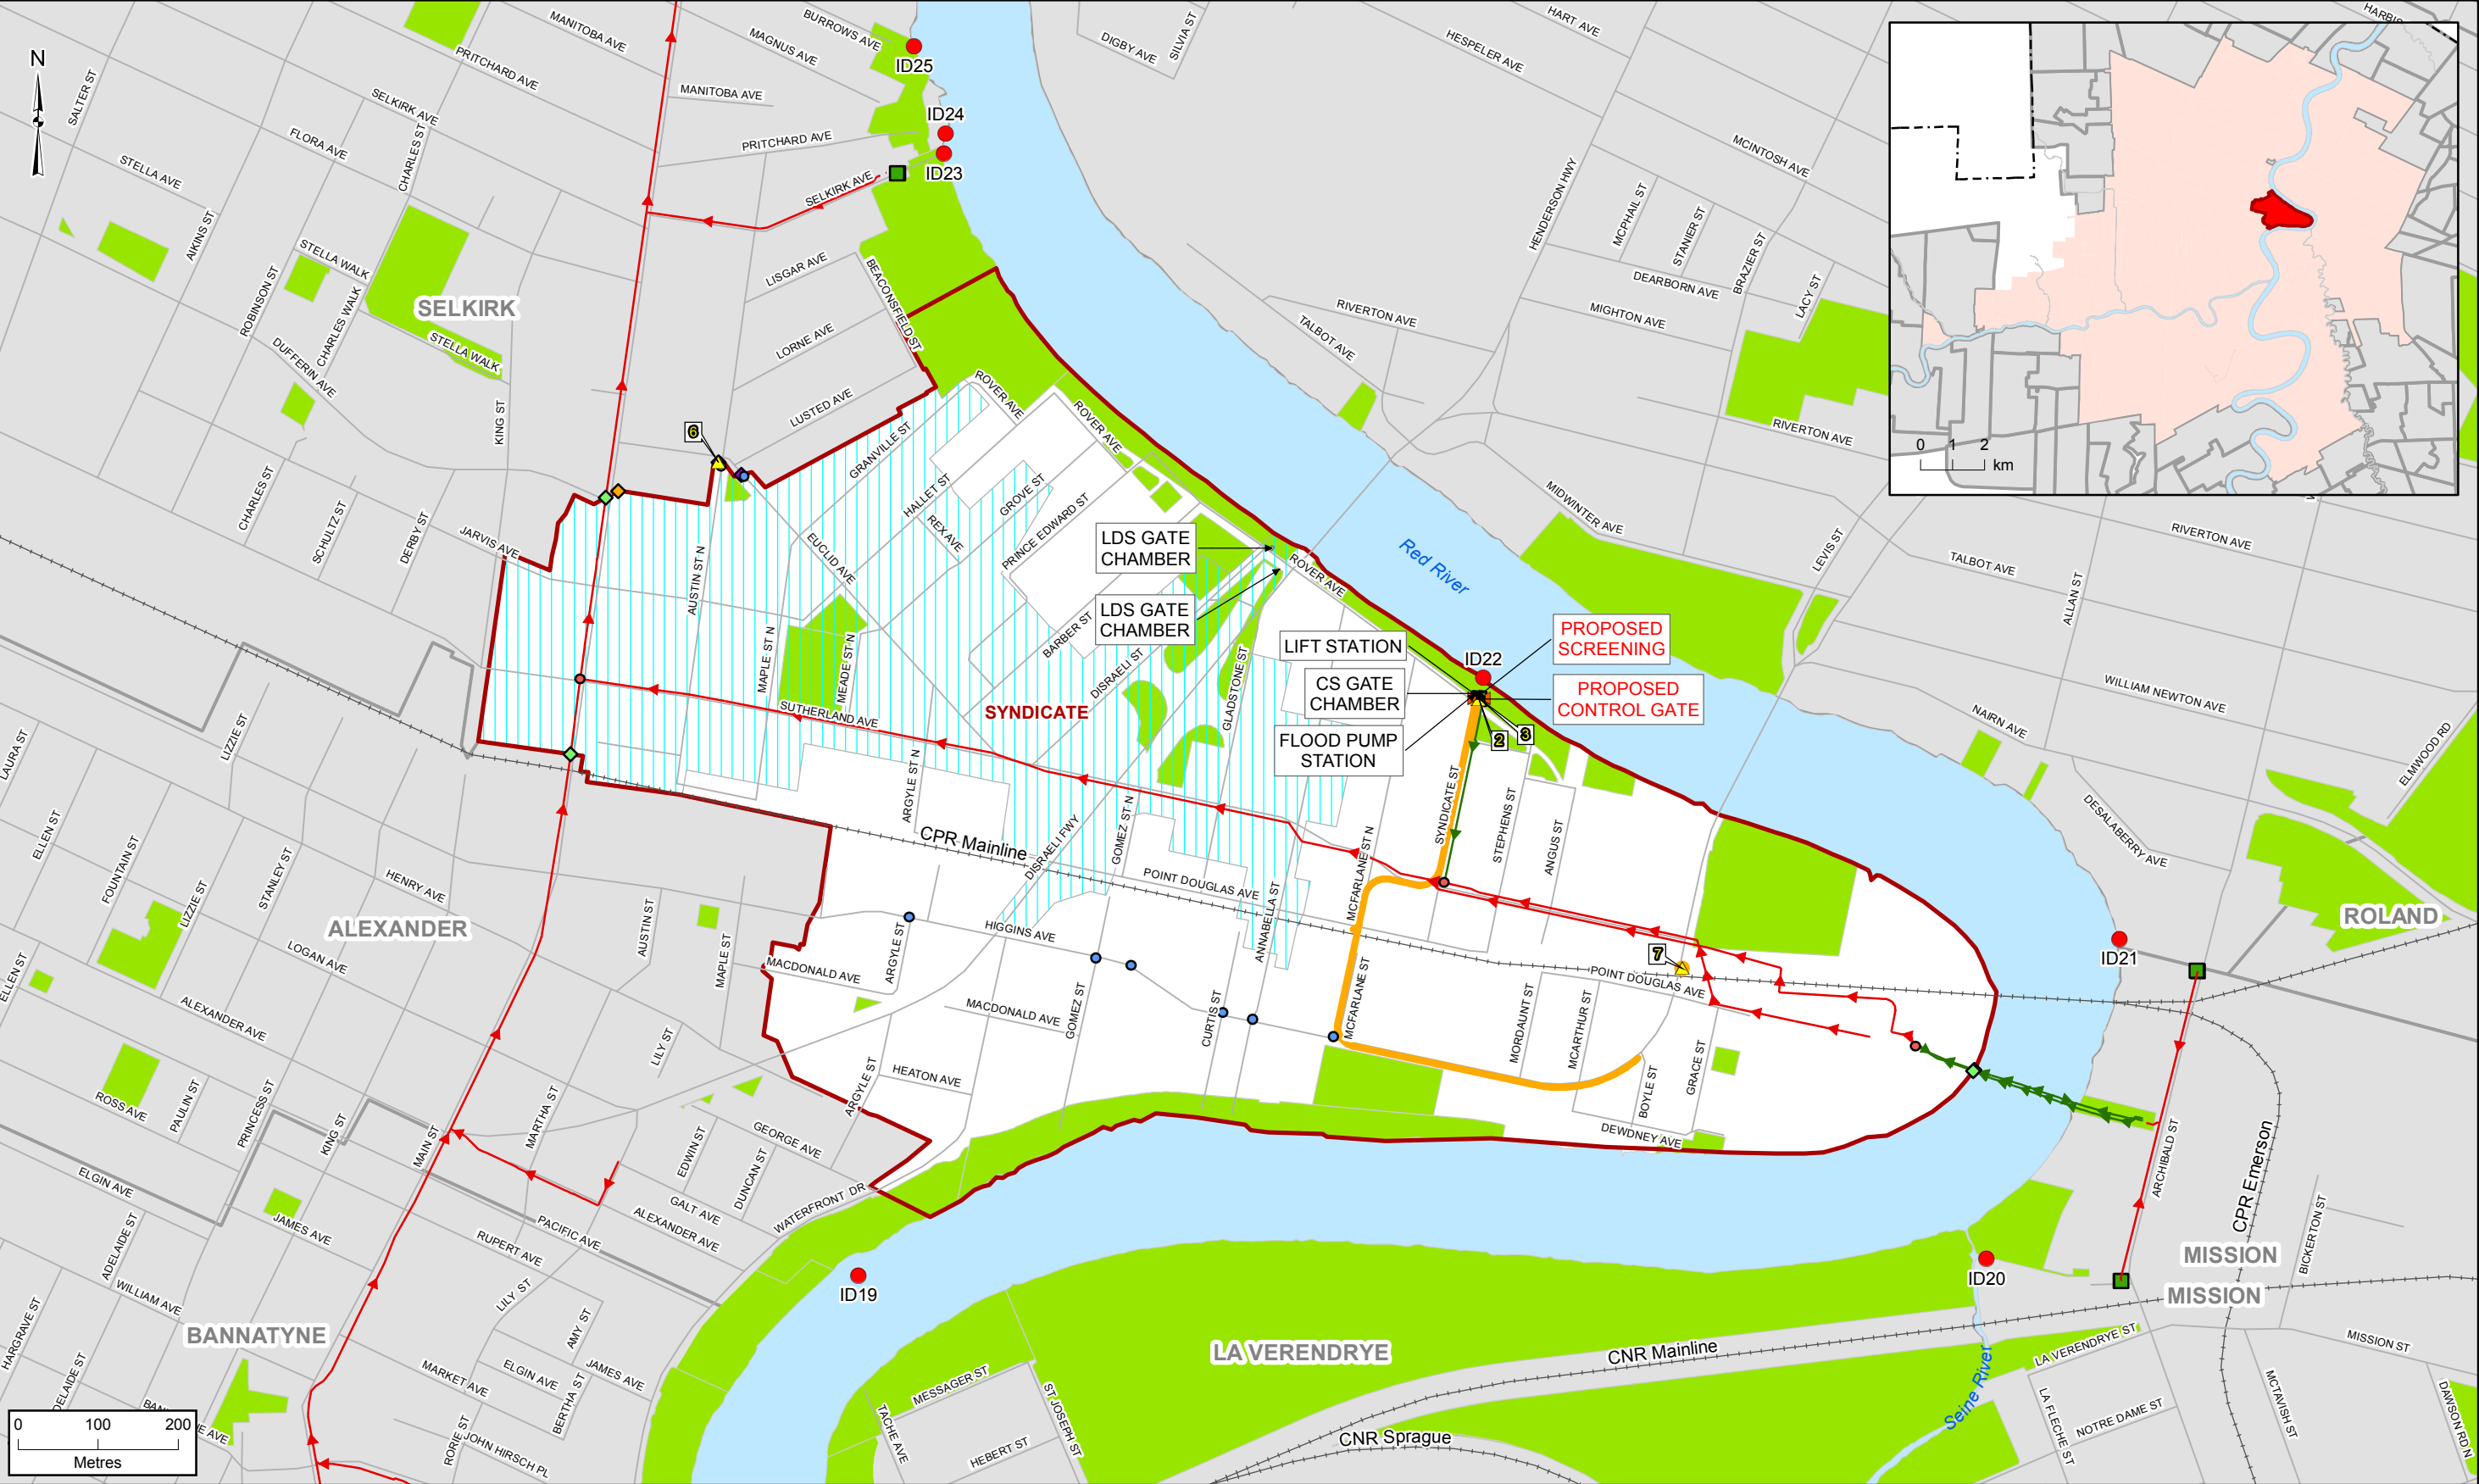 N
SALTER ST
MANITOBA AVE
PRITCHARD AVE
BURROWS AVE
MAGNUS AVE
MANITOBA AVE
PRITCHARD AVE
SELKIRK AVE
ID25
ID24
ID23
DIGBY AVE
SILVIA ST
HESPELER AVE
HART AVE
MCINTOSH AVE
SELKIRK AVE
FLORA AVE
STELLA AVE
CHARLES ST
AIKINS ST
ROBINSON ST
STELLA WALK
CHARLES WALK
STELLA WALK
DUFFERIN AVE
SELKIRK
KING ST
CHARLES ST
SCHULTZ ST
DERBY ST
JARVIS AVE
LISGAR AVE
LORNE AVE
LUSTED AVE
BEACONSFIELD ST
HENDERSON HWY
MCPHAIL ST
STANIER ST
BRAZIER ST
LACY ST
DEARBORN AVE
MIGHTON AVE
RIVERTON AVE
TALBOT AVE
RIVERTON AVE
MIDWINTER AVE
LEVIS ST
TALBOT AVE
RIVERTON AVE
ALLAN ST
WILLIAM NEWTON AVE
NAIRN AVE
ELMWOOD RD
DESALABERRY AVE
0 1 2
km
6
ROVER AVE
ROVER AVE
GRANVILLE ST
HALLET ST
GROVE ST
REX AVE
PRINCE EDWARD ST
EUCLID AVE
AUSTIN ST N
MAPLE ST N
MEADE ST N
BARBER ST
DISRAELI ST
GLADSTONE ST
SUTHERLAND AVE
SYNDICATE
LDS GATE
CHAMBER
LDS GATE
CHAMBER
ROVER AVE
Red River
LIFT STATION
CS GATE
CHAMBER
FLOOD PUMP
STATION
ID22
PROPOSED
SCREENING
PROPOSED
CONTROL GATE
2
3
SYNDICATE ST
STEPHENS ST
ANGUS ST
ARGYLE ST N
GOMEZ ST N
DISRAELI FWY
CPR Mainline
POINT DOUGLAS AVE
ANNABELLA ST
MCFARLANE ST N
HIGGINS AVE
MACDONALD AVE
ARGYLE ST
MACDONALD AVE
GOMEZ ST
CURTIS ST
MCFARLANE ST
7
POINT DOUGLAS AVE
MORDAUNT ST
MCARTHUR ST
BOYLE ST
GRACE ST
DEWDNEY AVE
HEATON AVE
ARGYLE ST
GEORGE AVE
EDWIN ST
DUNCAN ST
GALT AVE
ALEXANDER AVE
WATERFRONT DR
LAURA ST
LIZZIE ST
ELLEN ST
FOUNTAIN ST
LIZZIE ST
STANLEY ST
HENRY AVE
ALEXANDER
LOGAN AVE
ALEXANDER AVE
ELLEN ST
AUSTIN ST
MAPLE ST
LILY ST
ROSS AVE
PAULIN ST
PRINCESS ST
KING ST
MAIN ST
MARTHA ST
ELGIN AVE
ADELAIDE ST
JAMES AVE
PACIFIC AVE
RUPERT AVE
LILY ST
WILLIAM AVE
HARGRAVE ST
BANNATYNE
AMY ST
ELGIN AVE
JAMES AVE
MARKET AVE
BERTHA ST
RORIE ST
JOHN HIRSCH PL
0 100 200
Metres
ID19
TACHE AVE
MESSAGER ST
HEBERT ST
ST JOSEPH ST
LA VERENDRYE
CNR Mainline
CNR Sprague
Seine River
ID20
ID21
ROLAND
ARCHIBALD ST
CPR Emerson
MISSION
MISSION
BICKERTON ST
MISSION ST
LA VERENDRYE ST
LA FLECHE ST
NOTRE DAME ST
MCTAVISH ST
DAWSON RD N